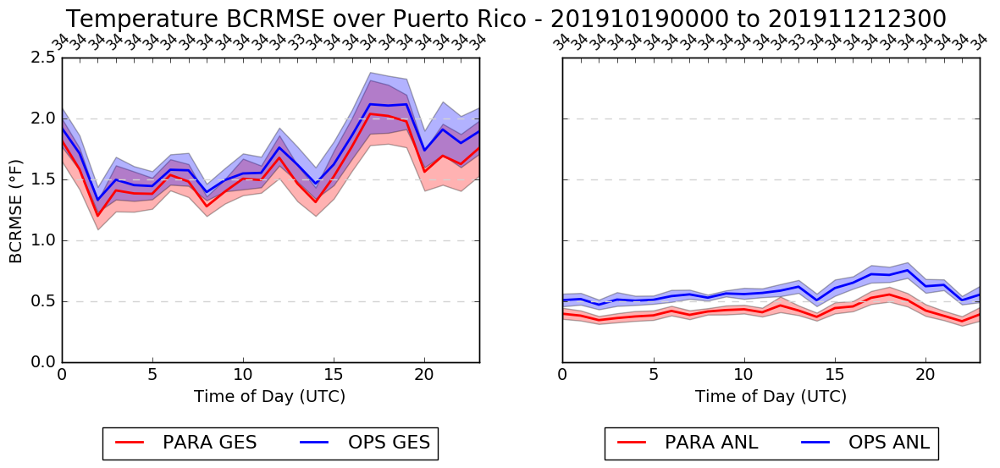 Temperature BCRMSE over Puerto Rico - 201910190000 to 201911212300
34 34 34 34 34 34 34 34 34 34 34 34 34 33 34 34 34 34 34 34 34 34 34 34
34 34 34 34 34 34 34 34 34 34 34 34 34 33 34 34 34 34 34 34 34 34 34 34
2.5
2.0
1.5
1.0
0.5
0.0
BCRMSE (°F)
0 5 10 15 20
0 5 10 15 20
Time of Day (UTC)
Time of Day (UTC)
PARA GES OPS GES
PARA ANL OPS ANL